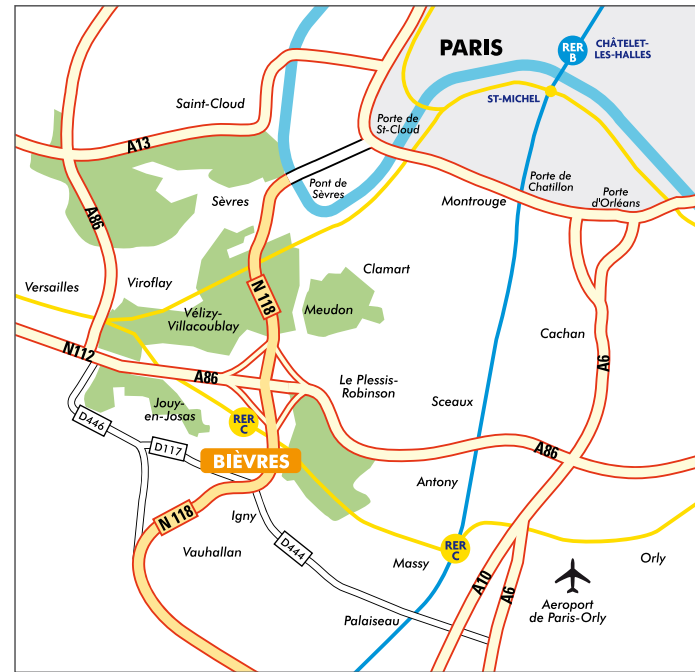 PARIS
RER
B
CHÂTELET-
LES-HALLES
Saint-Cloud
ST-MICHEL
Porte de
St-Cloud
A13
Porte de
Chatillon
Pont de
Sèvres
Sèvres
Montrouge
Porte
d'Orléans
A86
Clamart
Versailles
Viroflay
N 118
Meudon
Vélizy-
Villacoublay
Cachan
N112
A86
A6
Le Plessis-
Robinson
Jouy-
en-Josas
Sceaux
D446
RER
C
D117
BIÈVRES
A86
Antony
N 118
Igny
Vauhallan
D444
RER
C
Massy
Orly
A10
A6
Aeroport
de Paris-Orly
Palaiseau